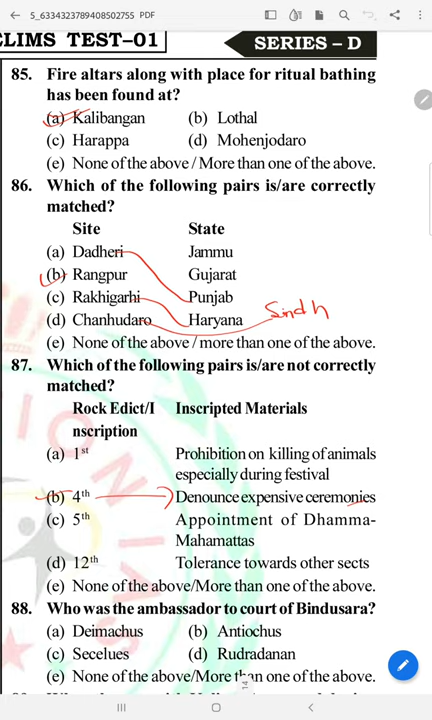 5_6334323789408502755 PDF
CLIMS TEST–01
SERIES – D
85. Fire altars along with place for ritual bathing
has been found at?
(a) Kalibangan (b) Lothal
(c) Harappa (d) Mohenjodaro
(e) None of the above / More than one of the above.
86. Which of the following pairs is/are correctly
matched?
Site State
(a) Dadheri Jammu
(b) Rangpur Gujarat
(c) Rakhigarhi Punjab
Sindh
(d) Chanhudaro Haryana
(e) None of the above / more than one of the above.
87. Which of the following pairs is/are not correctly
matched?
Rock Edict/I Inscripted Materials
nscription
(a) 1st Prohibition on killing of animals
especially during festival
(b) 4th Denounce expensive ceremonies
(c) 5th Appointment of Dhamma-
Mahamattas
(d) 12th Tolerance towards other sects
(e) None of the above/More than one of the above.
88. Who was the ambassador to court of Bindusara?
(a) Deimachus (b) Antiochus
(c) Secelues (d) Rudradanan
(e) None of the above/More than one of the above.